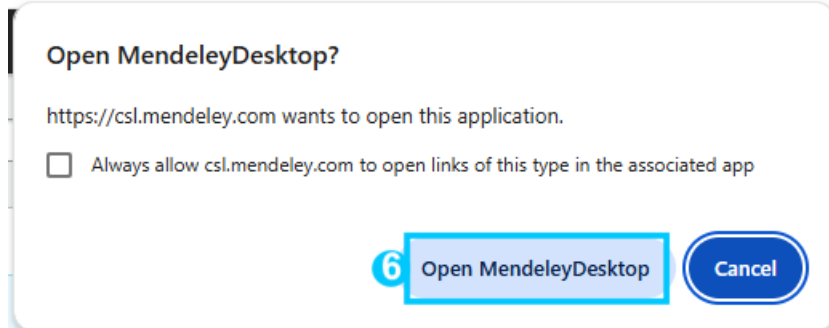 Open MendeleyDesktop?
https://csl.mendeley.com wants to open this application.
Always allow csl.mendeley.com to open links of this type in the associated app
6 Open MendeleyDesktop Cancel